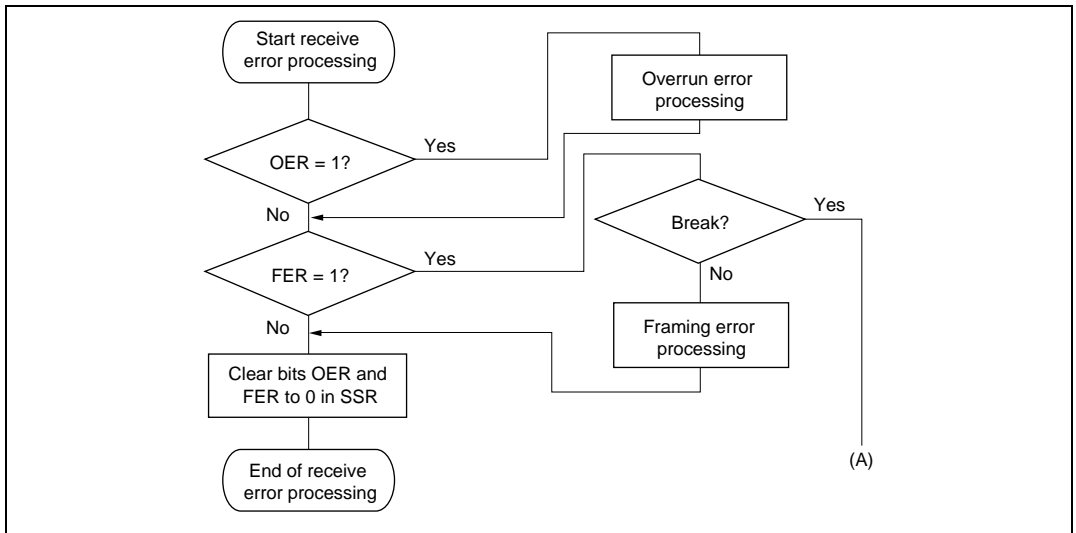 Start receive
error processing
Overrun error
processing
Yes
OER = 1?
No
Yes
Break?
Yes
FER = 1?
No
No
Framing error
processing
Clear bits OER and
FER to 0 in SSR
End of receive
error processing
(A)